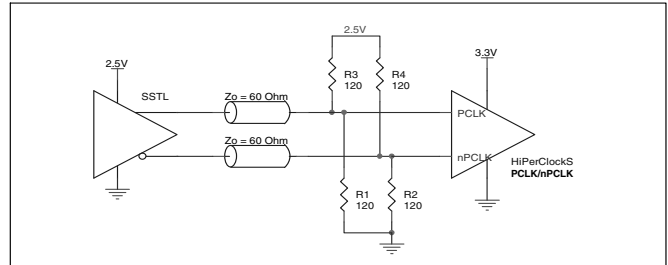 2.5V
3.3V
2.5V
R3
120
R4
120
SSTL
Zo = 60 Ohm
PCLK
Zo = 60 Ohm
nPCLK
HiPerClockS
PCLK/nPCLK
R1
120
R2
120